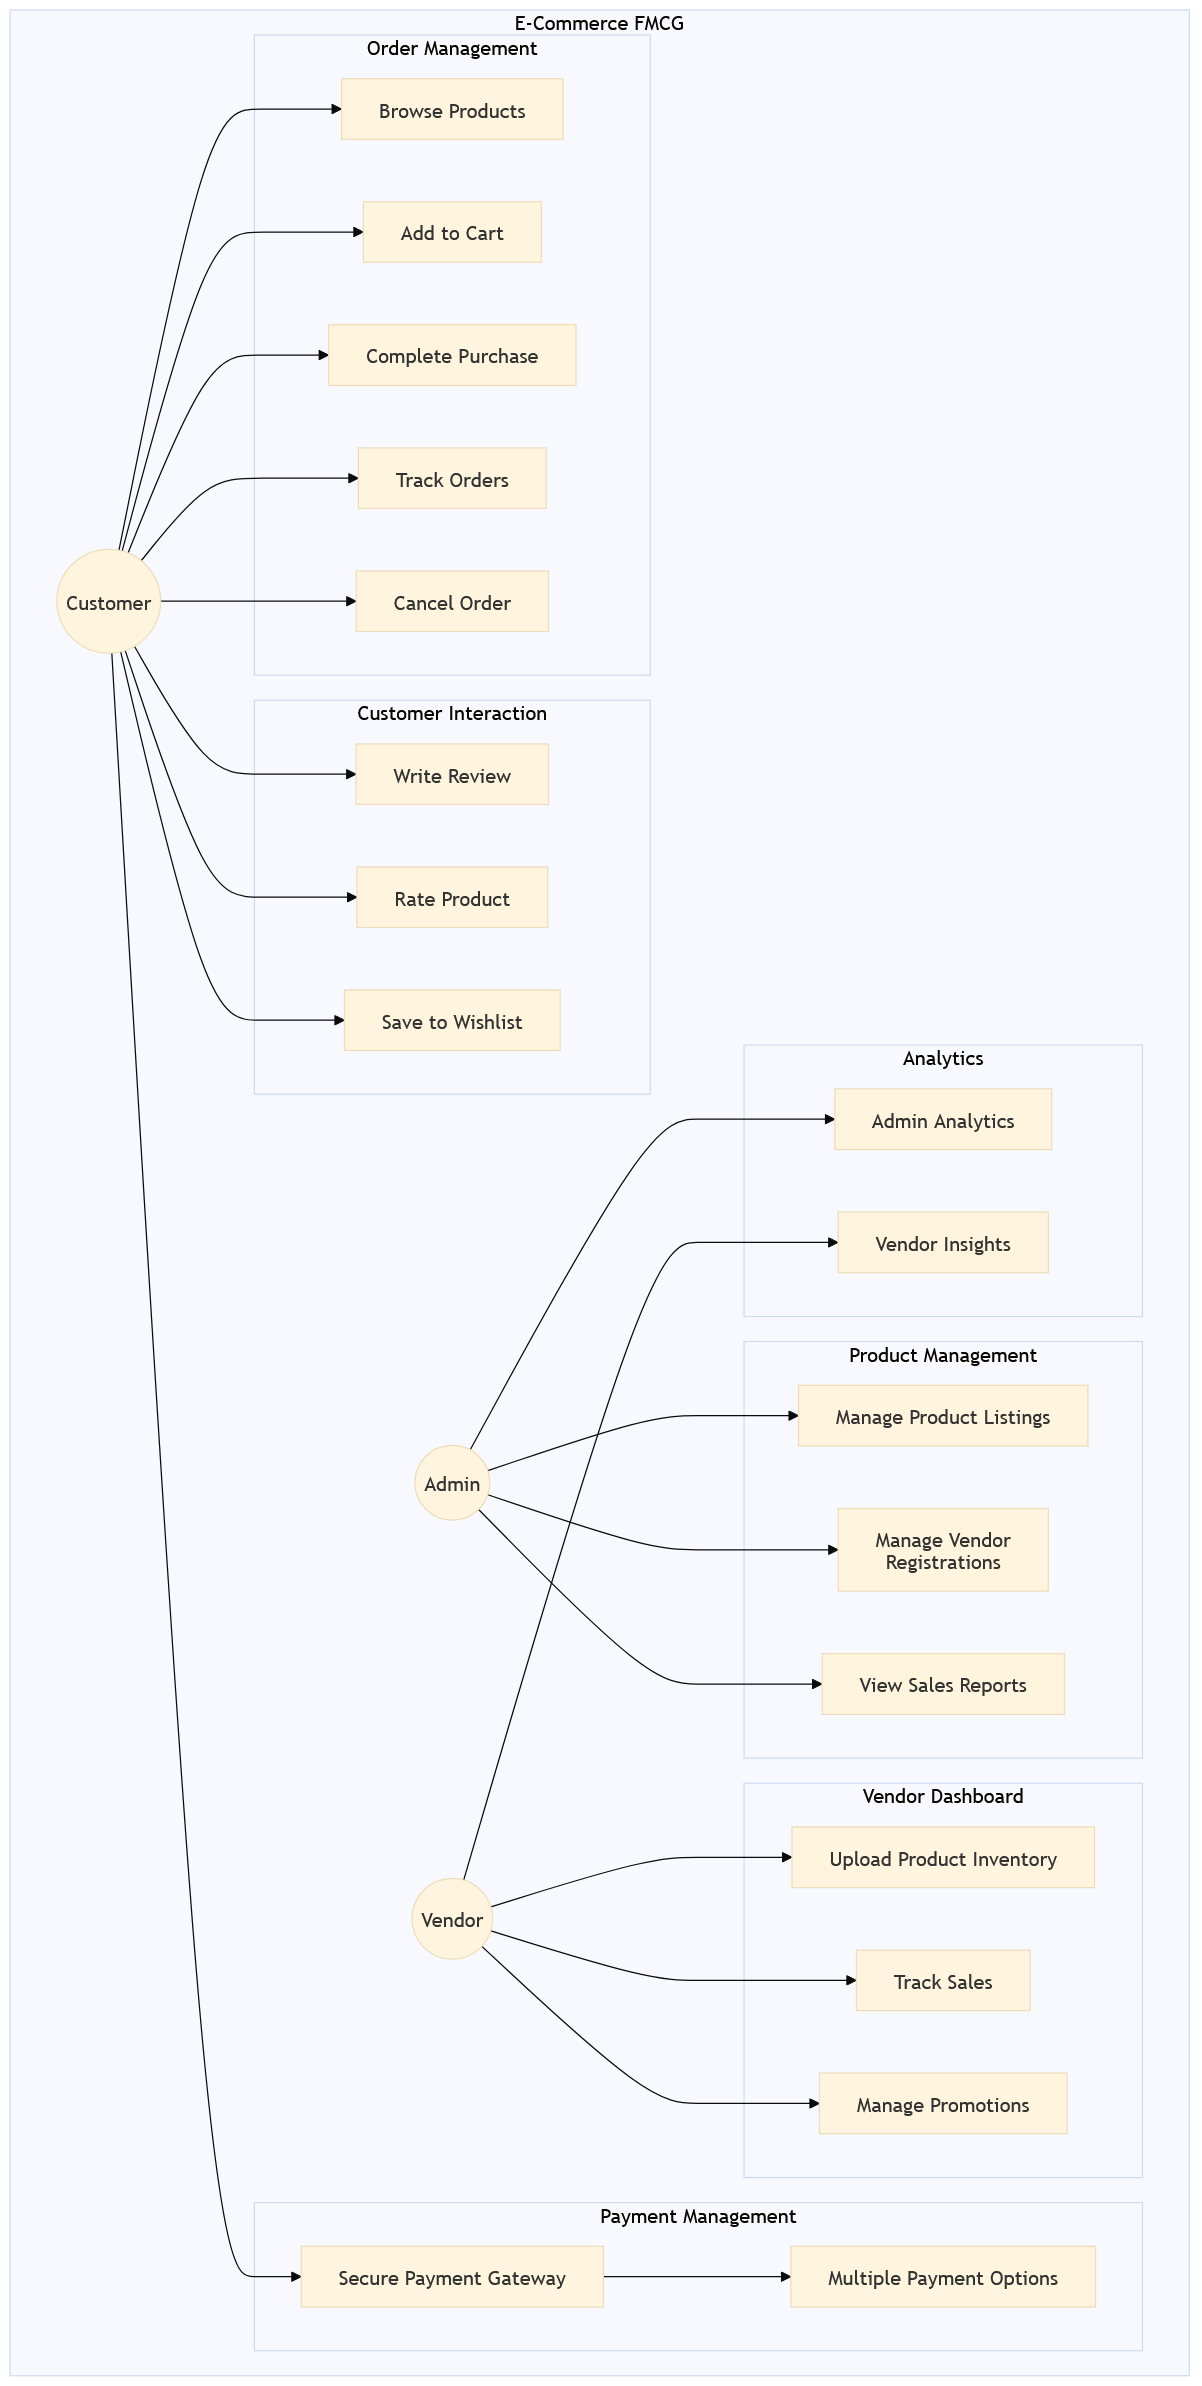 E-Commerce FMCG
Order Management
Browse Products
Add to Cart
Complete Purchase
Track Orders
Customer
Cancel Order
Customer Interaction
Write Review
Rate Product
Save to Wishlist
Analytics
Admin Analytics
Vendor Insights
Product Management
Manage Product Listings
Admin
Manage Vendor
Registrations
View Sales Reports
Vendor Dashboard
Upload Product Inventory
Vendor
Track Sales
Manage Promotions
Payment Management
Secure Payment Gateway
Multiple Payment Options